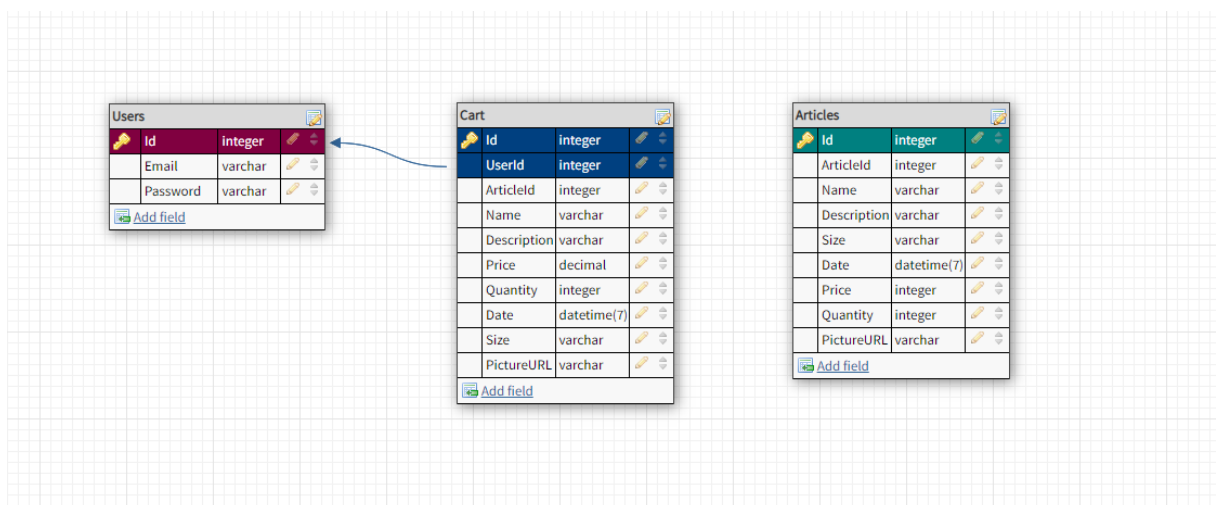 Users
Id integer
Email varchar
Password varchar
Add field
Cart
Id integer
UserId integer
ArticleId integer
Name varchar
Description varchar
Price decimal
Quantity integer
Date datetime(7)
Size varchar
PictureURL varchar
Add field
Articles
Id integer
ArticleId integer
Name varchar
Description varchar
Size varchar
Date datetime(7)
Price integer
Quantity integer
PictureURL varchar
Add field